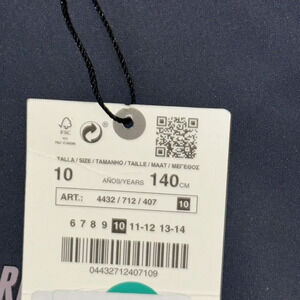 FSC
TALLA / SIZE / TAMANHO / TAILLE / MAAT / ΜΕΓΕΘΟΣ
10 AÑOS/YEARS 140CM
ART.: 4432 / 712 / 407 10
6 7 8 9 10 11-12 13-14
04432712407109
R